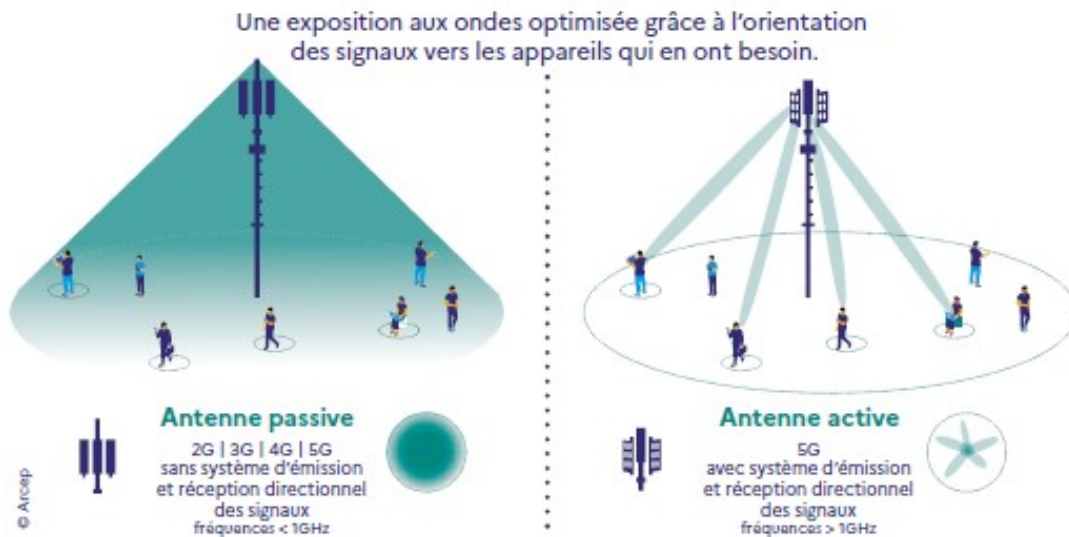 Une exposition aux ondes optimisée grâce à l'orientation
des signaux vers les appareils qui en ont besoin.
Antenne passive
2G | 3G | 4G | 5G
sans système d'émission
et réception directionnel
des signaux
fréquences < 1GHz
Antenne active
5G
avec système d'émission
et réception directionnel
des signaux
fréquences > 1GHz
© Arcep